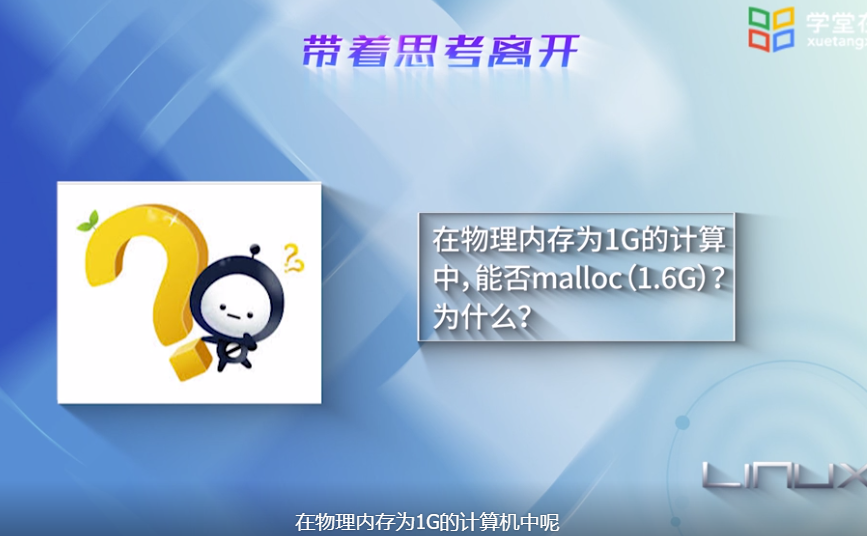 带着思考离开
学堂在
xuetang
?
在物理内存为1G的计算
中，能否malloc（1.6G）？
为什么？
LINUX
在物理内存为1G的计算机中呢